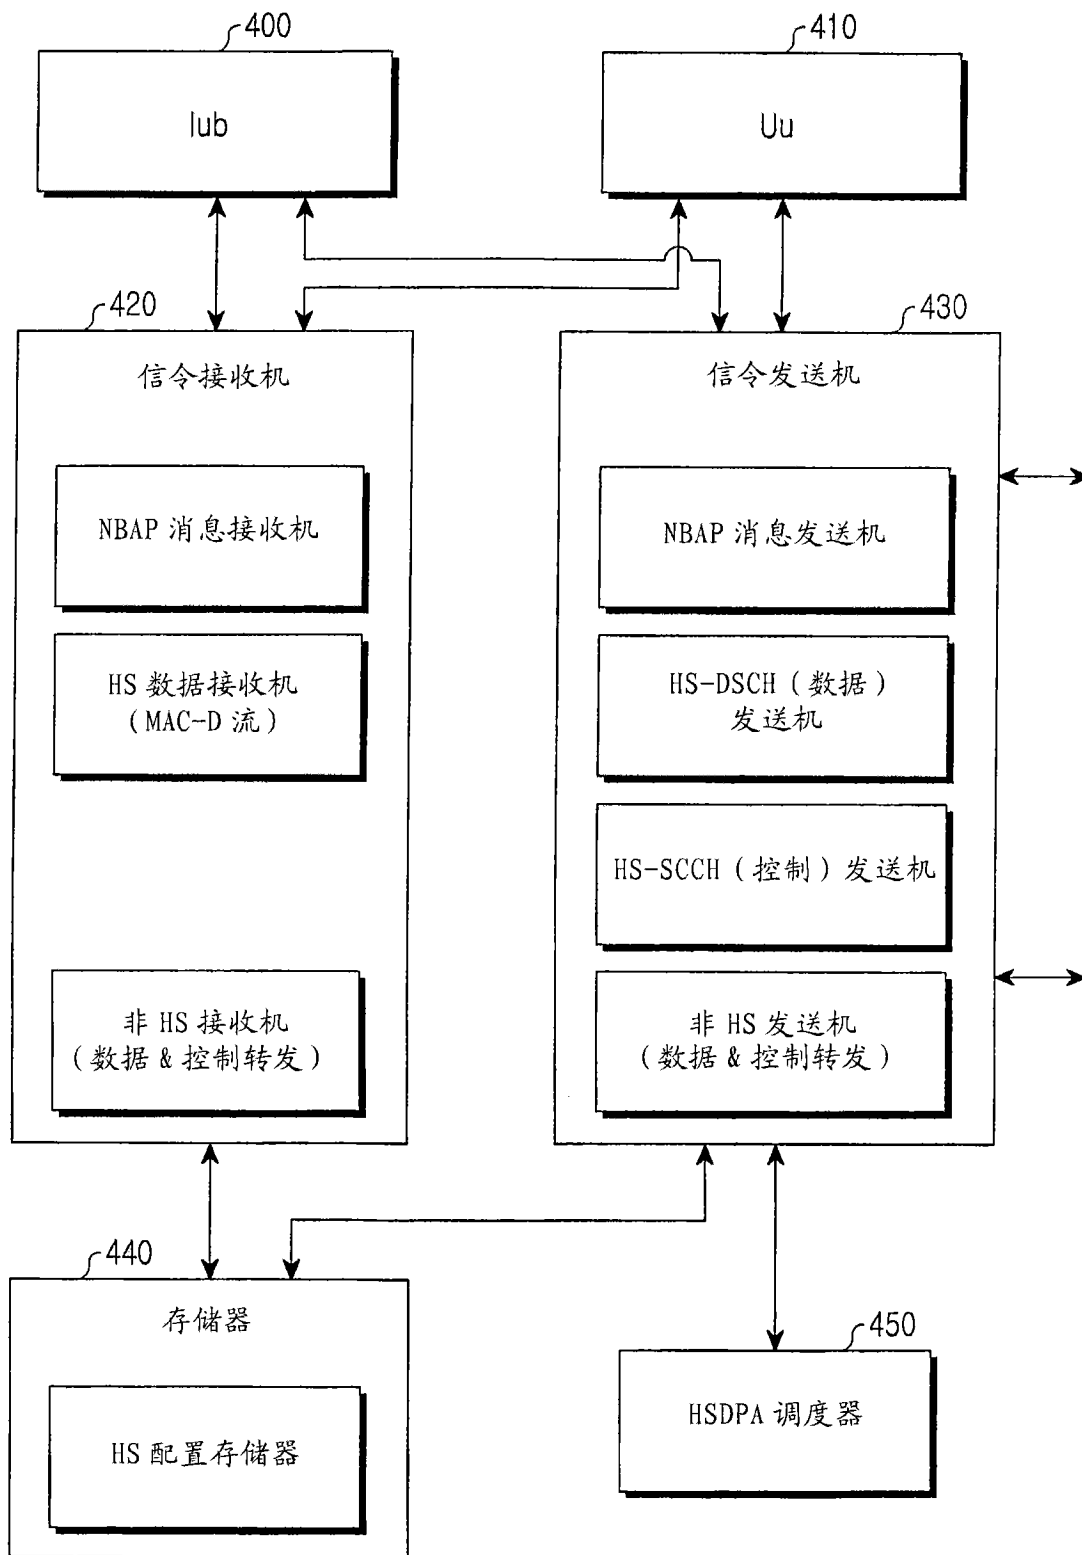 400
410
Iub
Uu
420
430
信令接收机
信令发送机
NBAP 消息接收机
NBAP 消息发送机
HS 数据接收机
(MAC-D 流)
HS-DSCH (数据)
发送机
HS-SCCH (控制) 发送机
非 HS 接收机
(数据 & 控制转发)
非 HS 发送机
(数据 & 控制转发)
440
存储器
450
HS 配置存储器
HSDPA 调度器